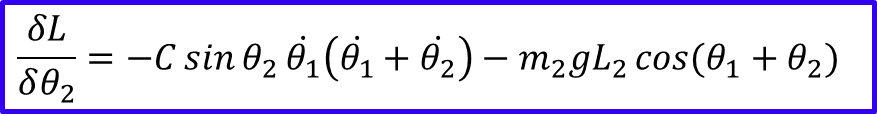 δL/δθ₂ = −C sin θ₂ θ̇₁(θ̇₁ + θ̇₂) − m₂gL₂ cos(θ₁ + θ₂)